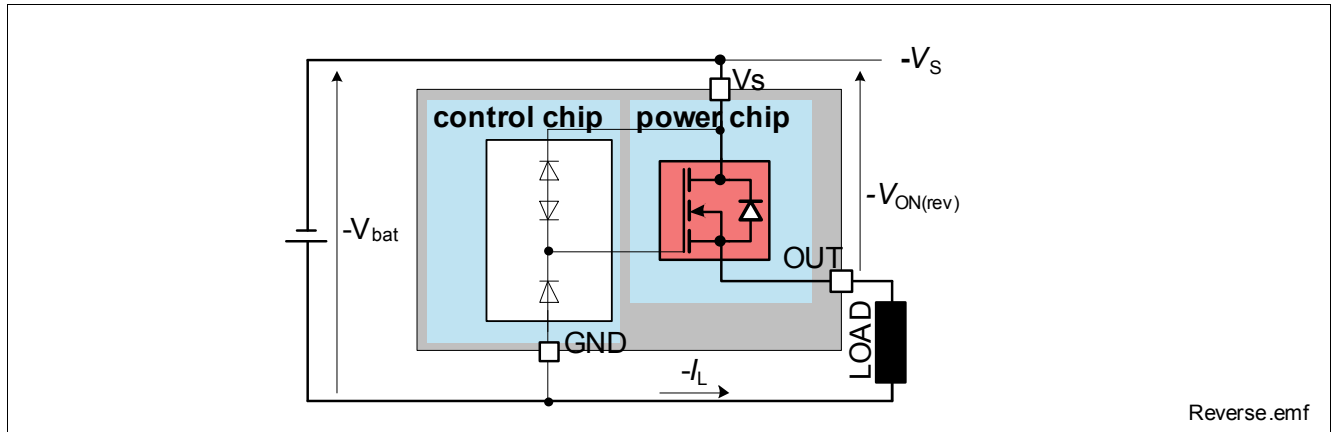 -VS
Vs
control chip
power chip
-Vbat
-VON(rev)
OUT
GND
LOAD
-IL
Reverse.emf